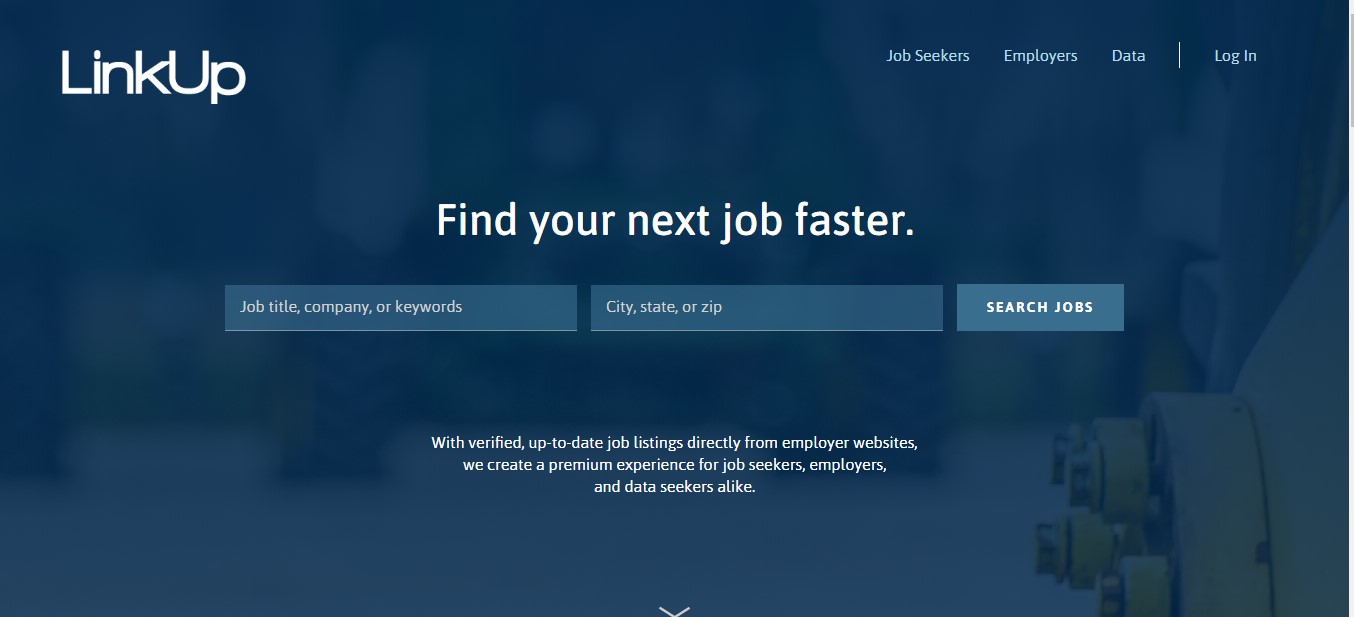 LinkUp
Job Seekers Employers Data Log In
Find your next job faster.
Job title, company, or keywords City, state, or zip SEARCH JOBS
With verified, up-to-date job listings directly from employer websites,
we create a premium experience for job seekers, employers,
and data seekers alike.